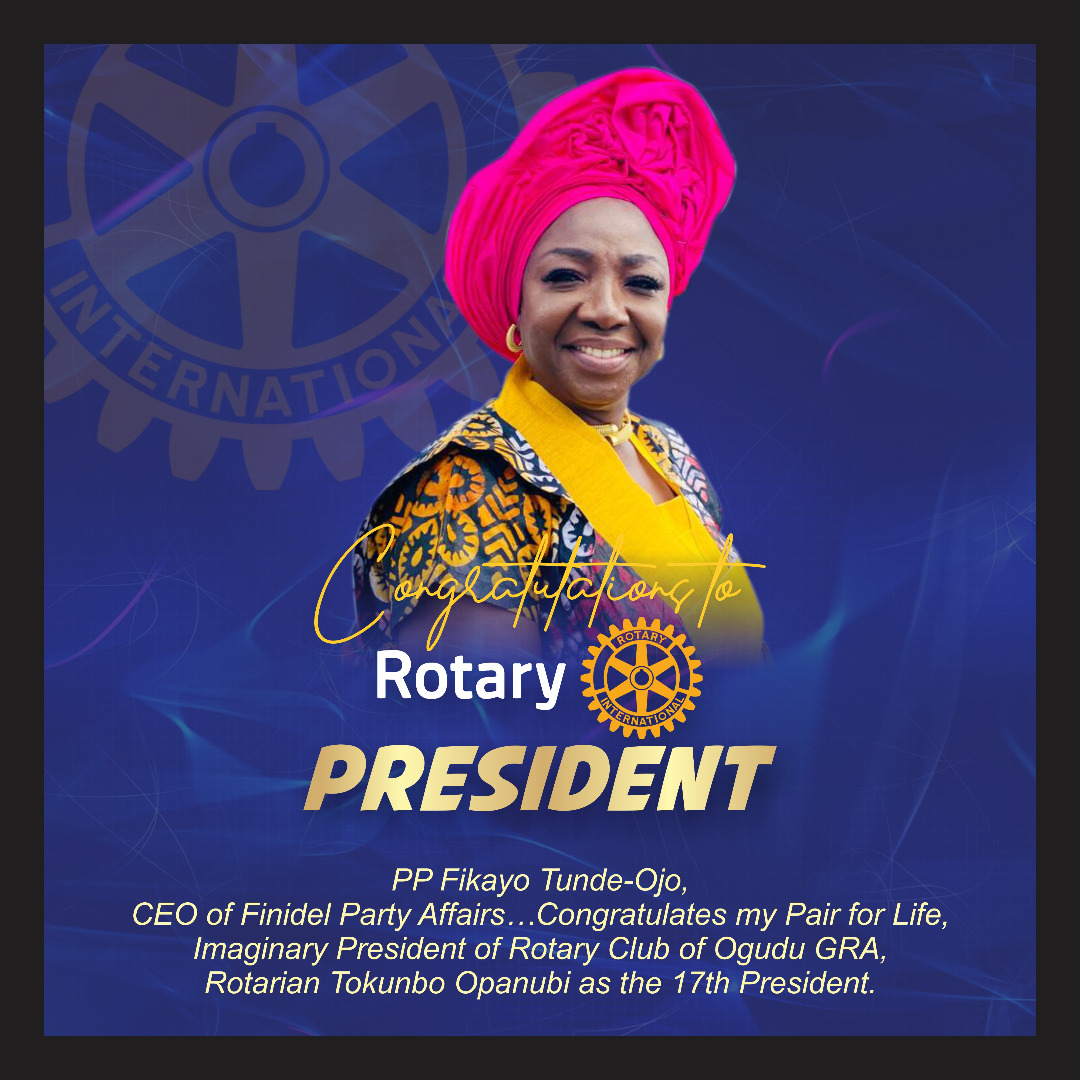 INTERNATIONA
Congratulations to
Rotary
ROTARY
INTERNATIONAL
PRESIDENT
PP Fikayo Tunde-Ojo,
CEO of Finidel Party Affairs...Congratulates my Pair for Life,
Imaginary President of Rotary Club of Ogudu GRA,
Rotarian Tokunbo Opanubi as the 17th President.